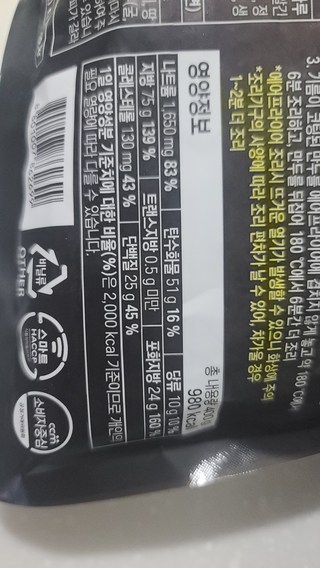 3. 기름이 코팅된 만두를 에어프라이어에 겹치지 않게 놓고 약 180℃에서
6분 조리하고, 만두를 뒤집어 180℃에서 6분간 더 조리
*에어프라이어 조리시 뜨거운 열기가 발생할 수 있으니 화상에 주의
*조리기구의 사양에 따라 조리 편차가 날 수 있어, 차가울 경우
1~2분 더 조리
영양정보
총 내용량 400 g
980 kcal
나트륨 1,650 mg 83 % 탄수화물 51 g 16 % 당류 10 g 10 %
지방 75 g 139 % 트랜스지방 0.5 g 미만 포화지방 24 g 160 %
콜레스테롤 130 mg 43 % 단백질 25 g 45 %
1일 영양성분 기준치에 대한 비율(%)은 2,000 kcal 기준이므로 개인의
필요 열량에 따라 다를 수 있습니다.
비닐류
OTHER
스마트
HACCP
ccm
소비자중심